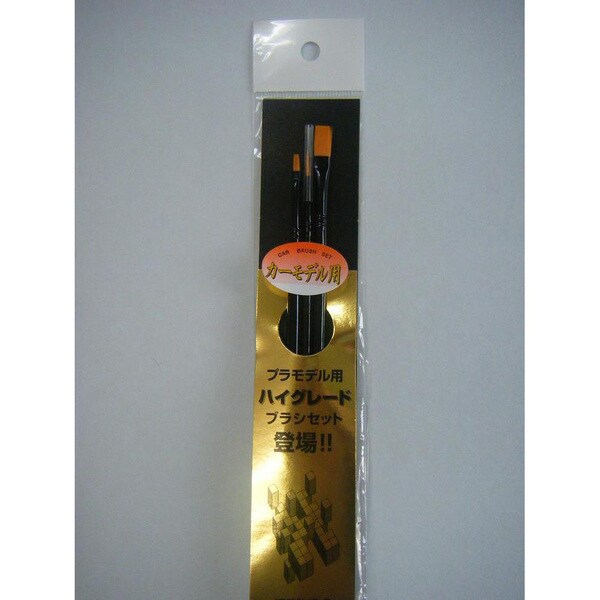 CAR BRUSH SET
カーモデル用
プラモデル用
ハイグレード
ブラシセット
登場!!